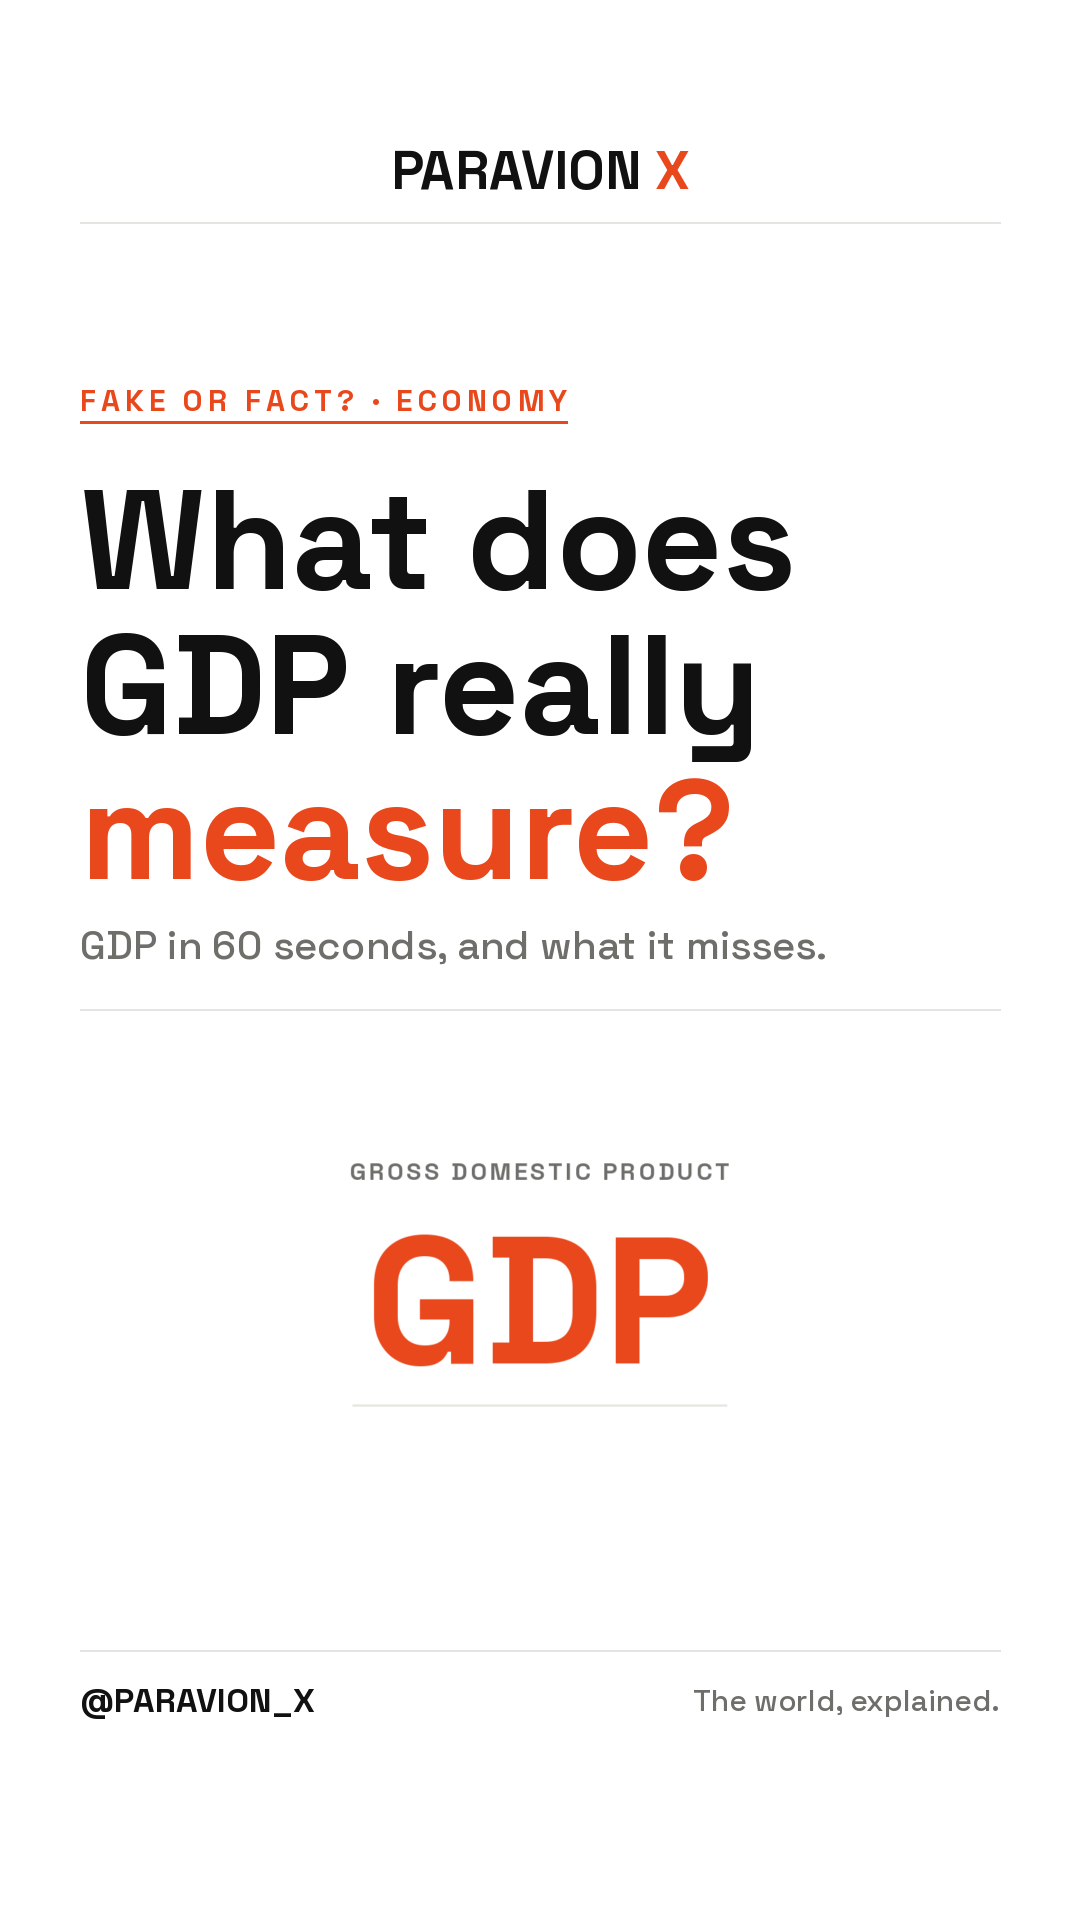 PARAVION X
FAKE OR FACT? · ECONOMY
What does
GDP really
measure?
GDP in 60 seconds, and what it misses.
GROSS DOMESTIC PRODUCT
GDP
@PARAVION_X
The world, explained.